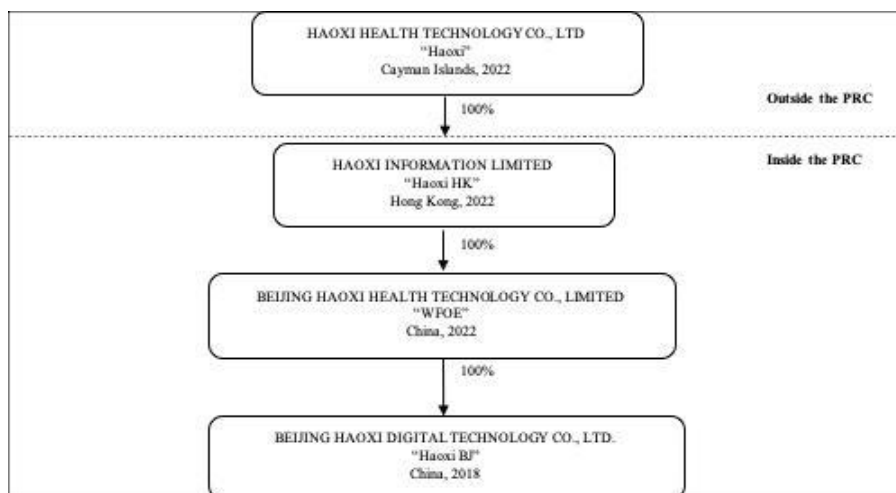 HAOXI HEALTH TECHNOLOGY CO., LTD
“Haoxi”
Cayman Islands, 2022
100%
Outside the PRC
Inside the PRC
HAOXI INFORMATION LIMITED
“Haoxi HK”
Hong Kong, 2022
100%
BEIJING HAOXI HEALTH TECHNOLOGY CO., LIMITED
“WFOE”
China, 2022
100%
BEIJING HAOXI DIGITAL TECHNOLOGY CO., LTD.
“Haoxi BJ”
China, 2018